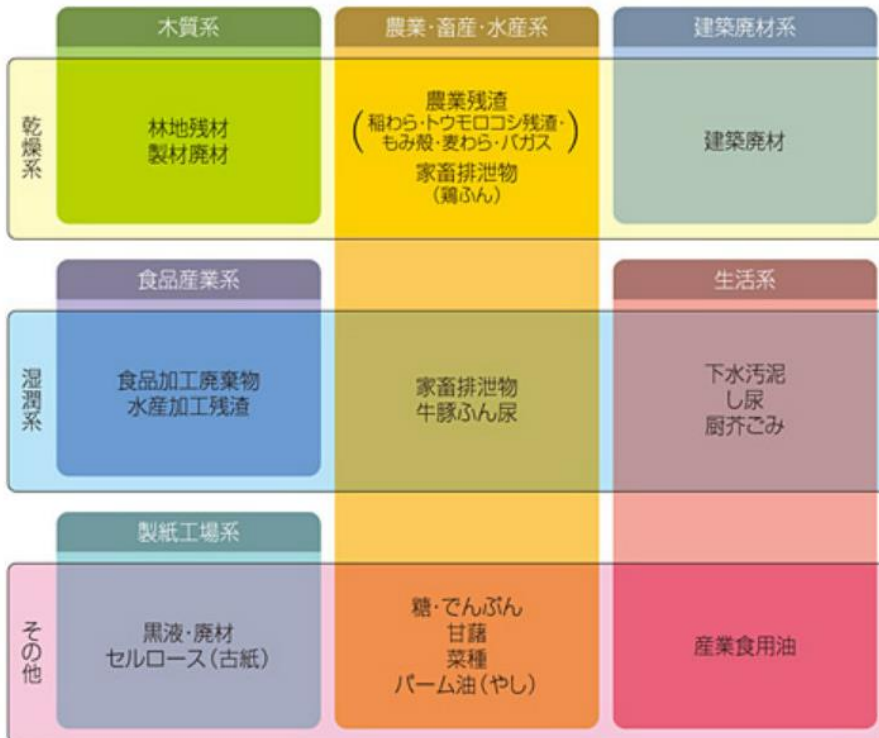 木質系
農業・畜産・水産系
建築廃材系
乾燥系
林地残材
製材廃材
農業残渣
(稲わら・トウモロコシ残渣・
もみ殻・麦わら・バガス)
家畜排泄物
(鶏ふん)
建築廃材
食品産業系
生活系
湿潤系
食品加工廃棄物
水産加工残渣
家畜排泄物
牛豚ふん尿
下水汚泥
し尿
厨芥ごみ
製紙工場系
その他
黒液・廃材
セルロース(古紙)
糖・でんぷん
甘藷
菜種
パーム油(やし)
産業食用油